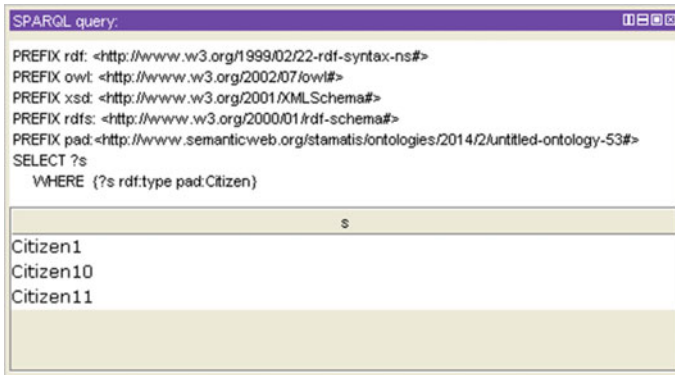 SPARQL query:
PREFIX rdf: <http://www.w3.org/1999/02/22-rdf-syntax-ns#>
PREFIX owl: <http://www.w3.org/2002/07/owl#>
PREFIX xsd: <http://www.w3.org/2001/XMLSchema#>
PREFIX rdfs: <http://www.w3.org/2000/01/rdf-schema#>
PREFIX pad:<http://www.semanticweb.org/stamatis/ontologies/2014/2/untitled-ontology-53#>
SELECT ?s
WHERE {?s rdf:type pad:Citizen}
s
Citizen1
Citizen10
Citizen11